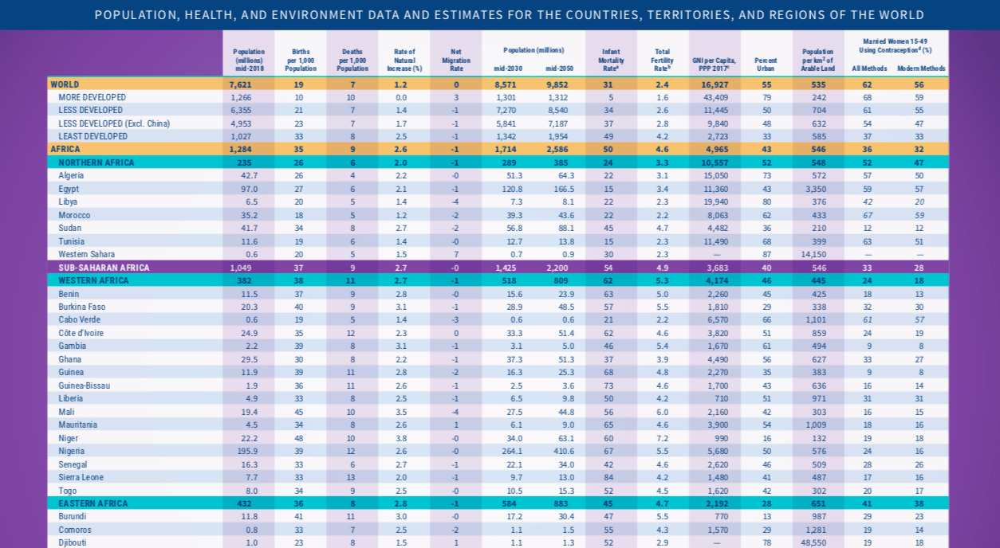 POPULATION, HEALTH, AND ENVIRONMENT DATA AND ESTIMATES FOR THE COUNTRIES, TERRITORIES, AND REGIONS OF THE WORLD
Population (millions) mid-2018 | Births per 1,000 Population | Deaths per 1,000 Population | Rate of Natural Increase (%) | Net Migration Rate | Population (millions) mid-2030 mid-2050 | Infant Mortality Rateᵃ | Total Fertility Rateᵇ | GNI per Capita, PPP 2017ᶜ | Percent Urban | Population per km² of Arable Land | Married Women 15-49 Using Contraceptionᵈ (%) All Methods Modern Methods
WORLD 7,621 19 7 1.2 0 8,571 9,852 31 2.4 16,927 55 535 62 56
MORE DEVELOPED 1,266 10 10 0.0 3 1,301 1,312 5 1.6 43,409 79 242 68 59
LESS DEVELOPED 6,355 21 7 1.4 -1 7,270 8,540 34 2.6 11,445 50 704 61 55
LESS DEVELOPED (Excl. China) 4,953 23 7 1.7 -1 5,841 7,187 37 2.8 9,840 48 632 54 47
LEAST DEVELOPED 1,027 33 8 2.5 -1 1,342 1,954 49 4.2 2,723 33 585 37 33
AFRICA 1,284 35 9 2.6 -1 1,714 2,586 50 4.6 4,965 43 546 36 32
NORTHERN AFRICA 235 26 6 2.0 -1 289 385 24 3.3 10,557 52 548 52 47
Algeria 42.7 26 4 2.2 -0 51.3 64.3 22 3.1 15,050 73 572 57 50
Egypt 97.0 27 6 2.1 -1 120.8 166.5 15 3.4 11,360 43 3,350 59 57
Libya 6.5 20 5 1.4 -4 7.3 8.1 22 2.3 19,940 80 376 42 20
Morocco 35.2 18 5 1.2 -2 39.3 43.6 22 2.2 8,063 62 433 67 59
Sudan 41.7 34 8 2.7 -2 56.8 88.1 45 4.7 4,482 36 210 12 12
Tunisia 11.6 19 6 1.4 -0 12.7 13.8 15 2.3 11,490 68 399 63 51
Western Sahara 0.6 20 5 1.5 7 0.7 0.9 30 2.3 — 87 14,150 — —
SUB-SAHARAN AFRICA 1,049 37 9 2.7 -0 1,425 2,200 54 4.9 3,683 40 546 33 28
WESTERN AFRICA 382 38 11 2.7 -1 518 809 62 5.3 4,174 46 445 24 18
Benin 11.5 37 9 2.8 -0 15.6 23.9 63 5.0 2,260 45 425 18 13
Burkina Faso 20.3 40 9 3.1 -1 28.9 48.5 57 5.5 1,810 29 338 32 30
Cabo Verde 0.6 19 5 1.4 -3 0.6 0.6 21 2.2 6,570 66 1,101 61 57
Côte d'Ivoire 24.9 35 12 2.3 0 33.3 51.4 62 4.6 3,820 51 859 24 19
Gambia 2.2 39 8 3.1 -1 3.1 5.0 46 5.4 1,670 61 494 9 8
Ghana 29.5 30 8 2.2 -1 37.3 51.3 37 3.9 4,490 56 627 33 27
Guinea 11.9 39 11 2.8 -2 16.3 25.3 68 4.8 2,270 35 383 9 8
Guinea-Bissau 1.9 36 11 2.6 -1 2.5 3.6 73 4.6 1,700 43 636 16 14
Liberia 4.9 33 8 2.5 -1 6.5 9.8 50 4.2 710 51 971 31 31
Mali 19.4 45 10 3.5 -4 27.5 44.8 56 6.0 2,160 42 303 16 15
Mauritania 4.5 34 8 2.6 1 6.1 9.0 65 4.6 3,900 54 1,009 18 16
Niger 22.2 48 10 3.8 -0 34.0 63.1 60 7.2 990 16 132 19 18
Nigeria 195.9 39 12 2.6 -0 264.1 410.6 67 5.5 5,680 50 576 24 16
Senegal 16.3 33 6 2.7 -1 22.1 34.0 42 4.6 2,620 46 509 28 26
Sierra Leone 7.7 33 13 2.0 -1 9.7 13.0 84 4.2 1,480 41 487 17 16
Togo 8.0 34 9 2.5 -0 10.5 15.3 52 4.5 1,620 42 302 20 17
EASTERN AFRICA 432 36 8 2.8 -1 584 883 45 4.7 2,192 28 651 41 38
Burundi 11.8 41 11 3.0 -0 17.2 30.4 47 5.5 770 13 987 29 23
Comoros 0.8 33 7 2.5 -2 1.1 1.5 55 4.3 1,570 29 1,281 19 14
Djibouti 1.0 23 8 1.5 1 1.1 1.3 52 2.9 — 78 48,550 19 18